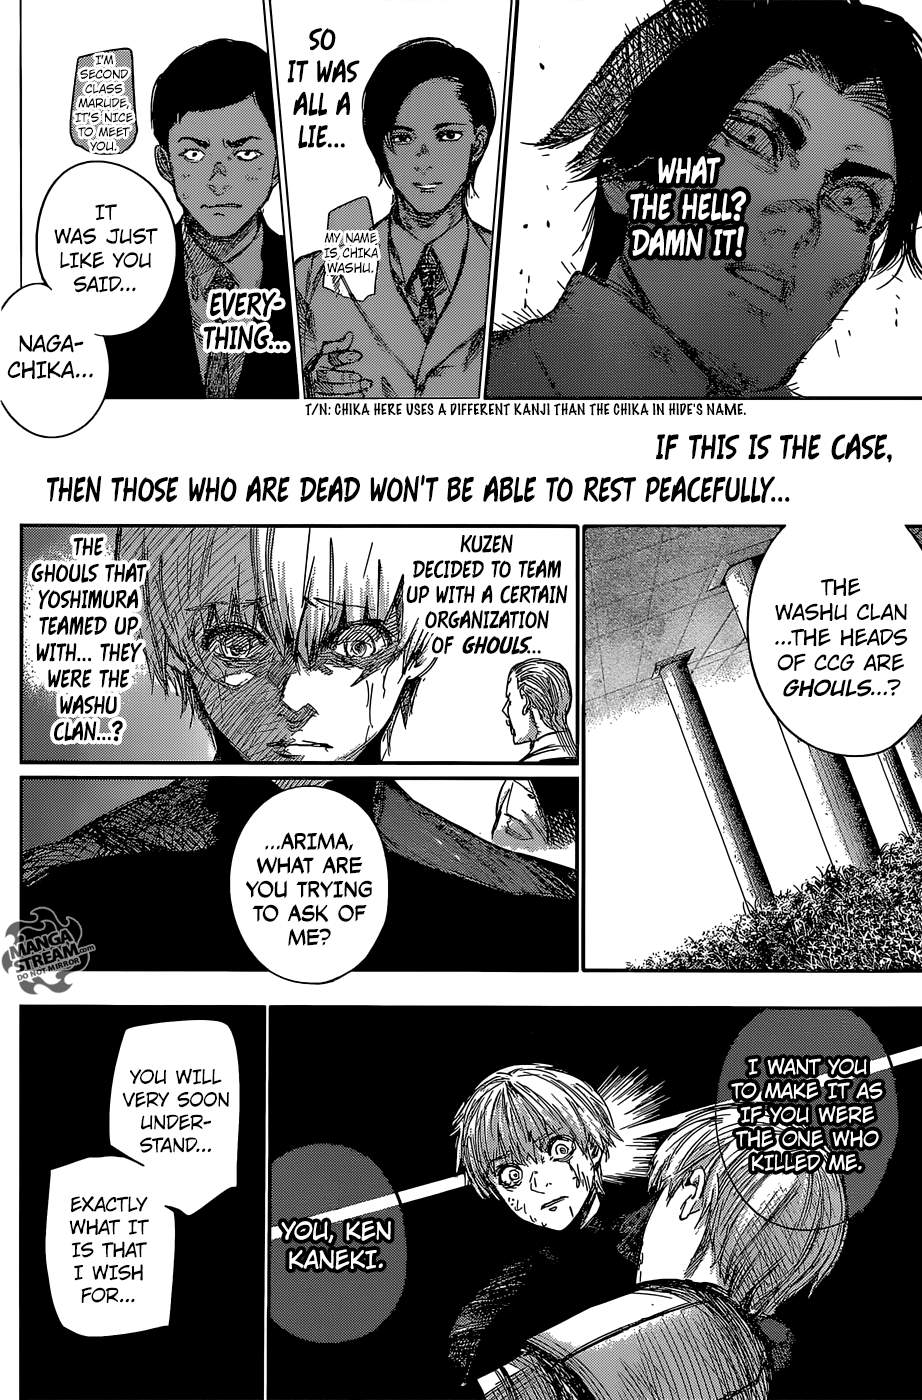 WHAT
THE HELL?
DAMN IT!
SO
IT WAS
ALL A
LIE...
MY NAME
IS CHIKA
WASHU.
I'M
SECOND
CLASS
MARUDE,
IT'S NICE
TO MEET
YOU.
EVERY-
THING...
IT
WAS JUST
LIKE YOU
SAID...
NAGA-
CHIKA...
T/N: CHIKA HERE USES A DIFFERENT KANJI THAN THE CHIKA IN HIDE'S NAME.
IF THIS IS THE CASE,
THEN THOSE WHO ARE DEAD WON'T BE ABLE TO REST PEACEFULLY...
THE
WASHU CLAN
...THE HEADS
OF CCG ARE
GHOULS...?
KUZEN
DECIDED TO TEAM
UP WITH A CERTAIN
ORGANIZATION
OF GHOULS...
THE
GHOULS THAT
YOSHIMURA
TEAMED UP
WITH... THEY
WERE THE
WASHU
CLAN...?
...ARIMA,
WHAT ARE
YOU TRYING
TO ASK OF
ME?
MANGA
STREAM.com
DO NOT MIRROR
I WANT YOU
TO MAKE IT AS
IF YOU WERE
THE ONE WHO
KILLED ME.
YOU, KEN
KANEKI.
YOU WILL
VERY SOON
UNDER-
STAND...
EXACTLY
WHAT IT
IS THAT
I WISH
FOR...